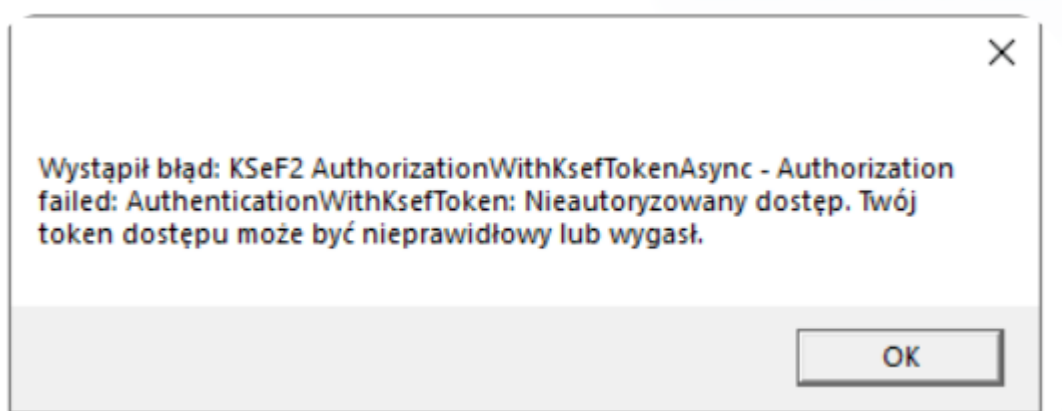 Wystąpił błąd: KSeF2 AuthorizationWithKsefTokenAsync - Authorization
failed: AuthenticationWithKsefToken: Nieautoryzowany dostęp. Twój
token dostępu może być nieprawidłowy lub wygasł.
OK